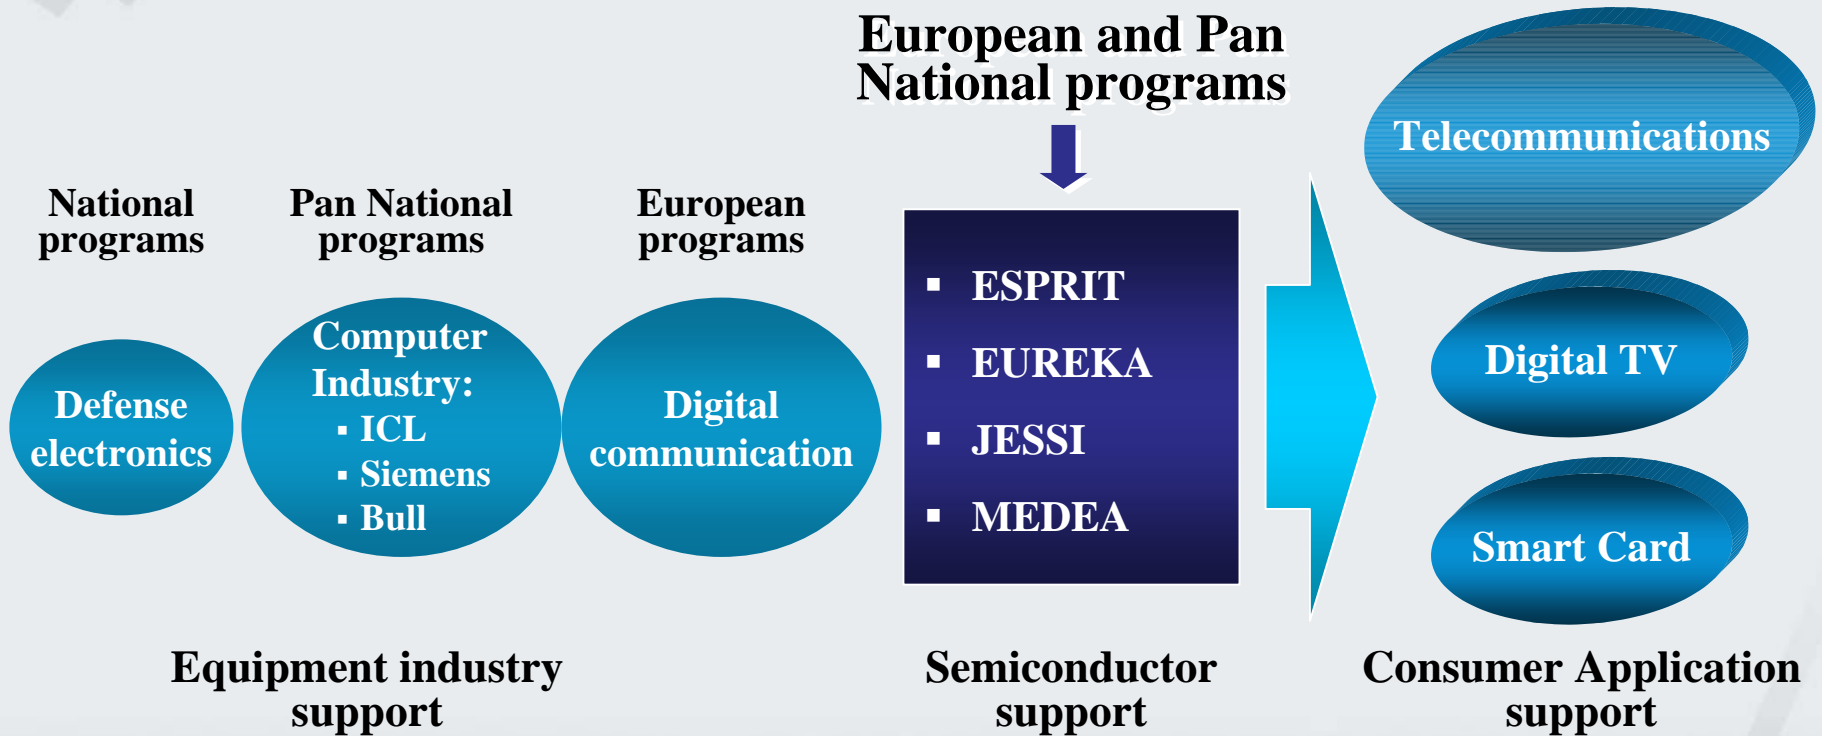 European and Pan
National programs
National
programs
Pan National
programs
European
programs
Defense
electronics
Computer
Industry:
▪ ICL
▪ Siemens
▪ Bull
Digital
communication
▪ ESPRIT
▪ EUREKA
▪ JESSI
▪ MEDEA
Telecommunications
Digital TV
Smart Card
Equipment industry
support
Semiconductor
support
Consumer Application
support